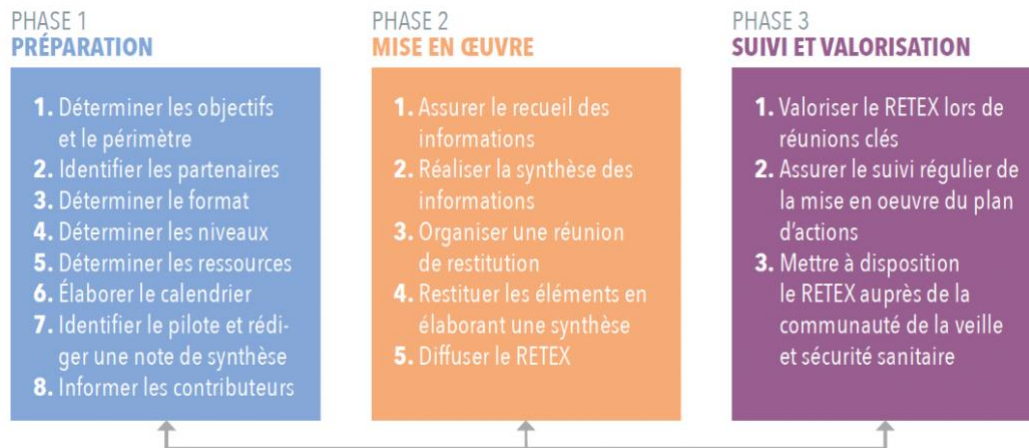 PHASE 1
PRÉPARATION
1. Déterminer les objectifs
et le périmètre
2. Identifier les partenaires
3. Déterminer le format
4. Déterminer les niveaux
5. Déterminer les ressources
6. Élaborer le calendrier
7. Identifier le pilote et rédi-
ger une note de synthèse
8. Informer les contributeurs
PHASE 2
MISE EN ŒUVRE
1. Assurer le recueil des
informations
2. Réaliser la synthèse des
informations
3. Organiser une réunion
de restitution
4. Restituer les éléments en
élaborant une synthèse
5. Diffuser le RETEX
PHASE 3
SUIVI ET VALORISATION
1. Valoriser le RETEX lors de
réunions clés
2. Assurer le suivi régulier de
la mise en oeuvre du plan
d'actions
3. Mettre à disposition
le RETEX auprès de la
communauté de la veille
et sécurité sanitaire